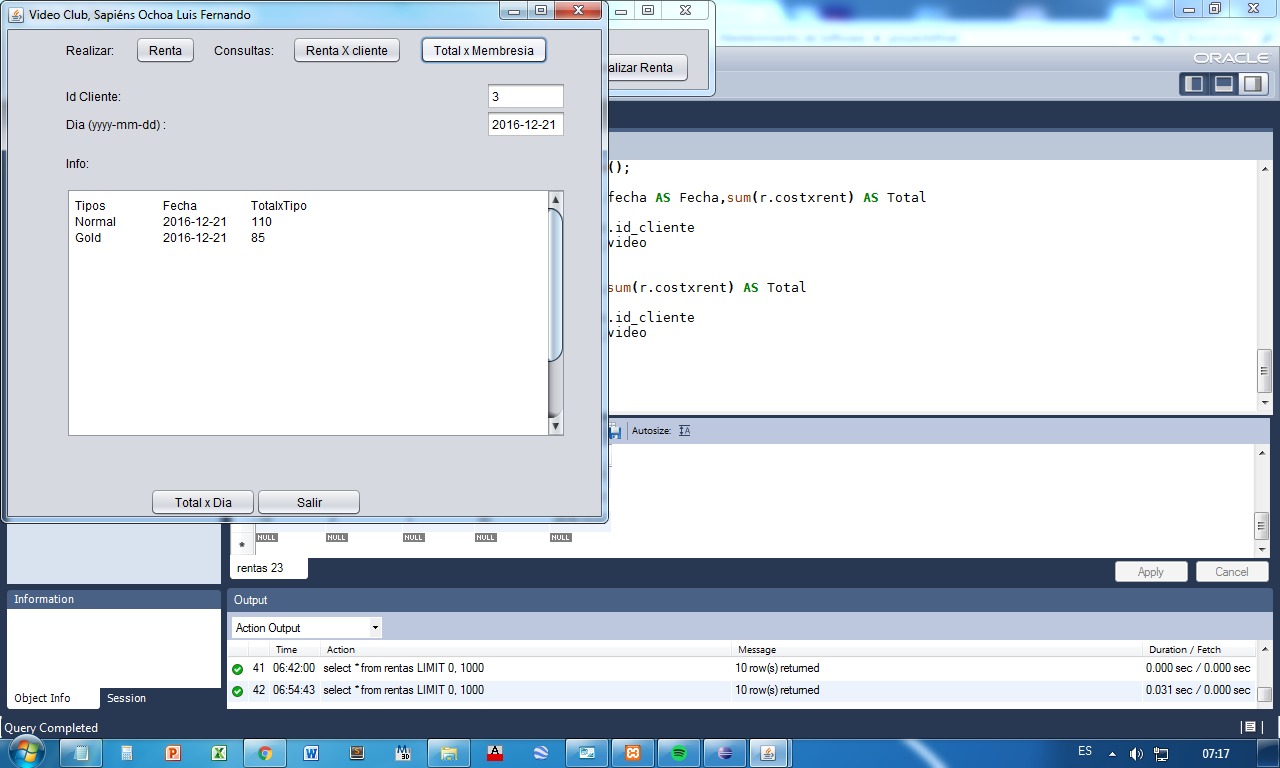 Video Club, Sapiéns Ochoa Luis Fernando
Realizar: Renta Consultas: Renta X cliente Total x Membresia
alizar Renta
ORACLE
Id Cliente: 3
Dia (yyyy-mm-dd) : 2016-12-21
Info:
Tipos Fecha TotalxTipo
Normal 2016-12-21 110
Gold 2016-12-21 85
Total x Dia Salir
();
fecha AS Fecha,sum(r.costxrent) AS Total
.id_cliente
video
sum(r.costxrent) AS Total
.id_cliente
video
Autosize:
NULL NULL NULL NULL NULL
rentas 23
Apply Cancel
Information
Object Info Session
Output
Action Output
Time Action Message Duration / Fetch
41 06:42:00 select * from rentas LIMIT 0, 1000 10 row(s) returned 0.000 sec / 0.000 sec
42 06:54:43 select * from rentas LIMIT 0, 1000 10 row(s) returned 0.031 sec / 0.000 sec
Query Completed
ES 07:17